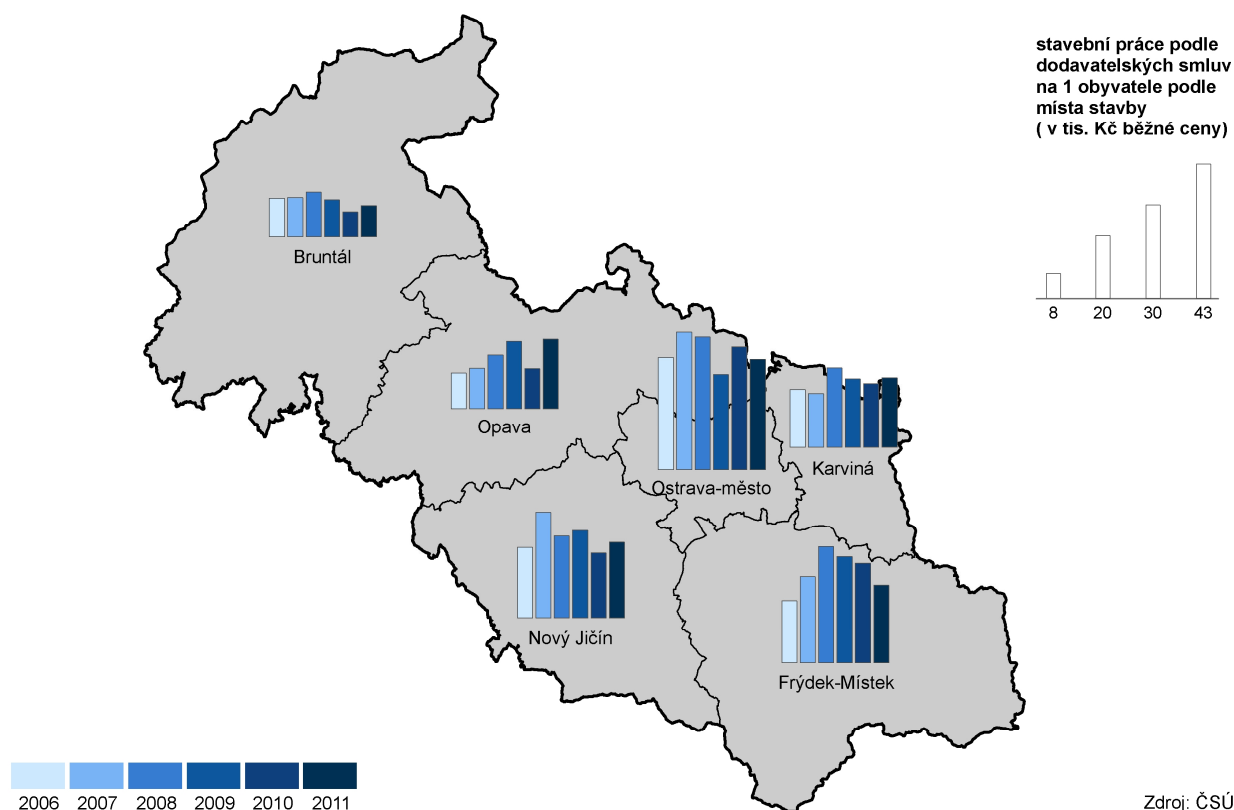 stavební práce podle
dodavatelských smluv
na 1 obyvatele podle
místa stavby
( v tis. Kč běžné ceny)
8 20 30 43
Bruntál
Opava
Ostrava-město
Karviná
Nový Jičín
Frýdek-Místek
2006 2007 2008 2009 2010 2011
Zdroj: ČSÚ